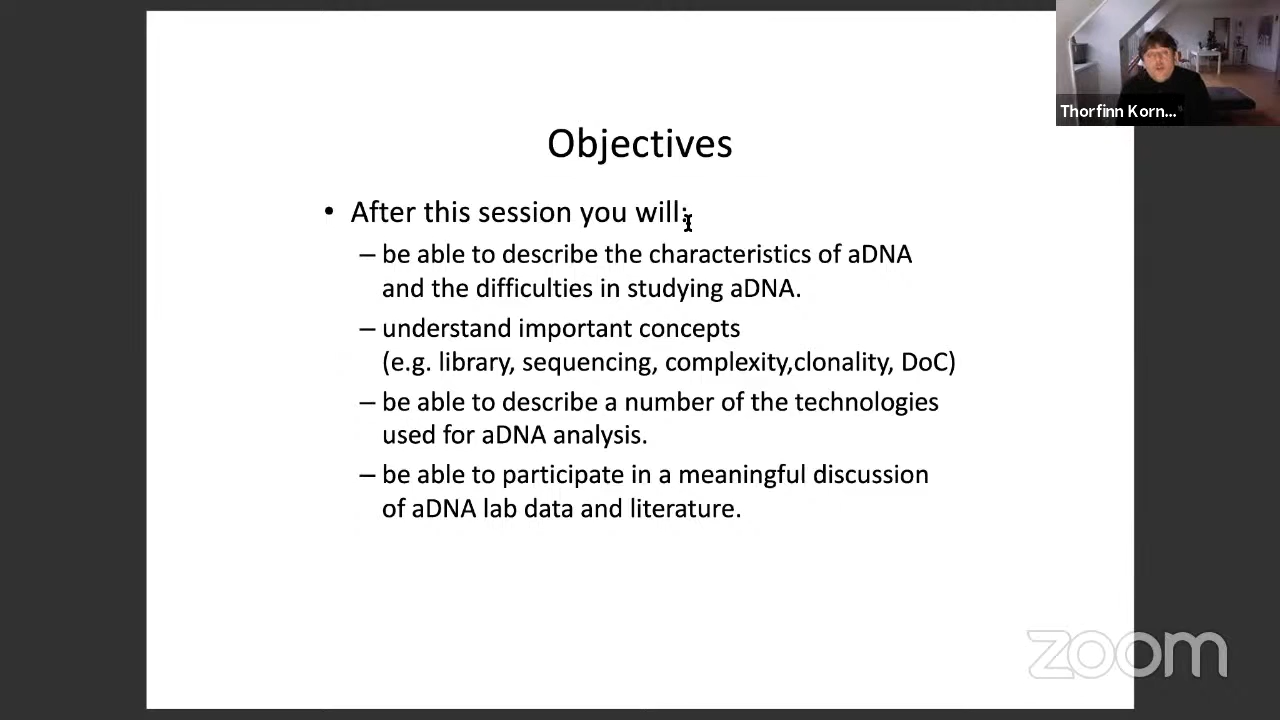 Thorfinn Korn...
Objectives
• After this session you will:
– be able to describe the characteristics of aDNA
and the difficulties in studying aDNA.
– understand important concepts
(e.g. library, sequencing, complexity,clonality, DoC)
– be able to describe a number of the technologies
used for aDNA analysis.
– be able to participate in a meaningful discussion
of aDNA lab data and literature.
zoom